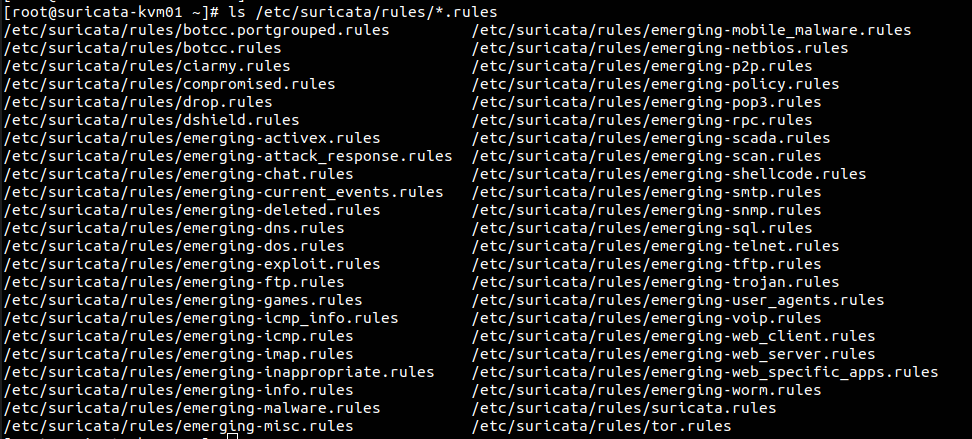 [root@suricata-kvm01 ~]# ls /etc/suricata/rules/*.rules
/etc/suricata/rules/botcc.portgrouped.rules /etc/suricata/rules/emerging-mobile_malware.rules
/etc/suricata/rules/botcc.rules /etc/suricata/rules/emerging-netbios.rules
/etc/suricata/rules/ciarmy.rules /etc/suricata/rules/emerging-p2p.rules
/etc/suricata/rules/compromised.rules /etc/suricata/rules/emerging-policy.rules
/etc/suricata/rules/drop.rules /etc/suricata/rules/emerging-pop3.rules
/etc/suricata/rules/dshield.rules /etc/suricata/rules/emerging-rpc.rules
/etc/suricata/rules/emerging-activex.rules /etc/suricata/rules/emerging-scada.rules
/etc/suricata/rules/emerging-attack_response.rules /etc/suricata/rules/emerging-scan.rules
/etc/suricata/rules/emerging-chat.rules /etc/suricata/rules/emerging-shellcode.rules
/etc/suricata/rules/emerging-current_events.rules /etc/suricata/rules/emerging-smtp.rules
/etc/suricata/rules/emerging-deleted.rules /etc/suricata/rules/emerging-snmp.rules
/etc/suricata/rules/emerging-dns.rules /etc/suricata/rules/emerging-sql.rules
/etc/suricata/rules/emerging-dos.rules /etc/suricata/rules/emerging-telnet.rules
/etc/suricata/rules/emerging-exploit.rules /etc/suricata/rules/emerging-tftp.rules
/etc/suricata/rules/emerging-ftp.rules /etc/suricata/rules/emerging-trojan.rules
/etc/suricata/rules/emerging-games.rules /etc/suricata/rules/emerging-user_agents.rules
/etc/suricata/rules/emerging-icmp_info.rules /etc/suricata/rules/emerging-voip.rules
/etc/suricata/rules/emerging-icmp.rules /etc/suricata/rules/emerging-web_client.rules
/etc/suricata/rules/emerging-imap.rules /etc/suricata/rules/emerging-web_server.rules
/etc/suricata/rules/emerging-inappropriate.rules /etc/suricata/rules/emerging-web_specific_apps.rules
/etc/suricata/rules/emerging-info.rules /etc/suricata/rules/emerging-worm.rules
/etc/suricata/rules/emerging-malware.rules /etc/suricata/rules/suricata.rules
/etc/suricata/rules/emerging-misc.rules /etc/suricata/rules/tor.rules